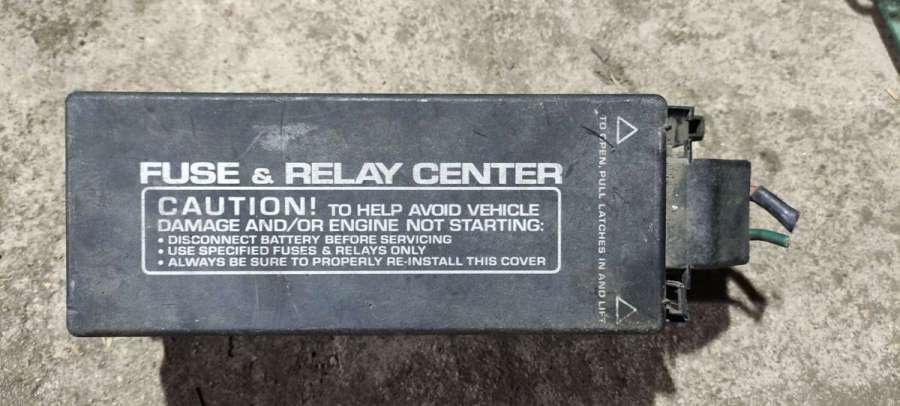 FUSE & RELAY CENTER
CAUTION! TO HELP AVOID VEHICLE
DAMAGE AND/OR ENGINE NOT STARTING:
• DISCONNECT BATTERY BEFORE SERVICING
• USE SPECIFIED FUSES & RELAYS ONLY
• ALWAYS BE SURE TO PROPERLY RE-INSTALL THIS COVER
TO OPEN, PULL LATCHES IN AND LIFT